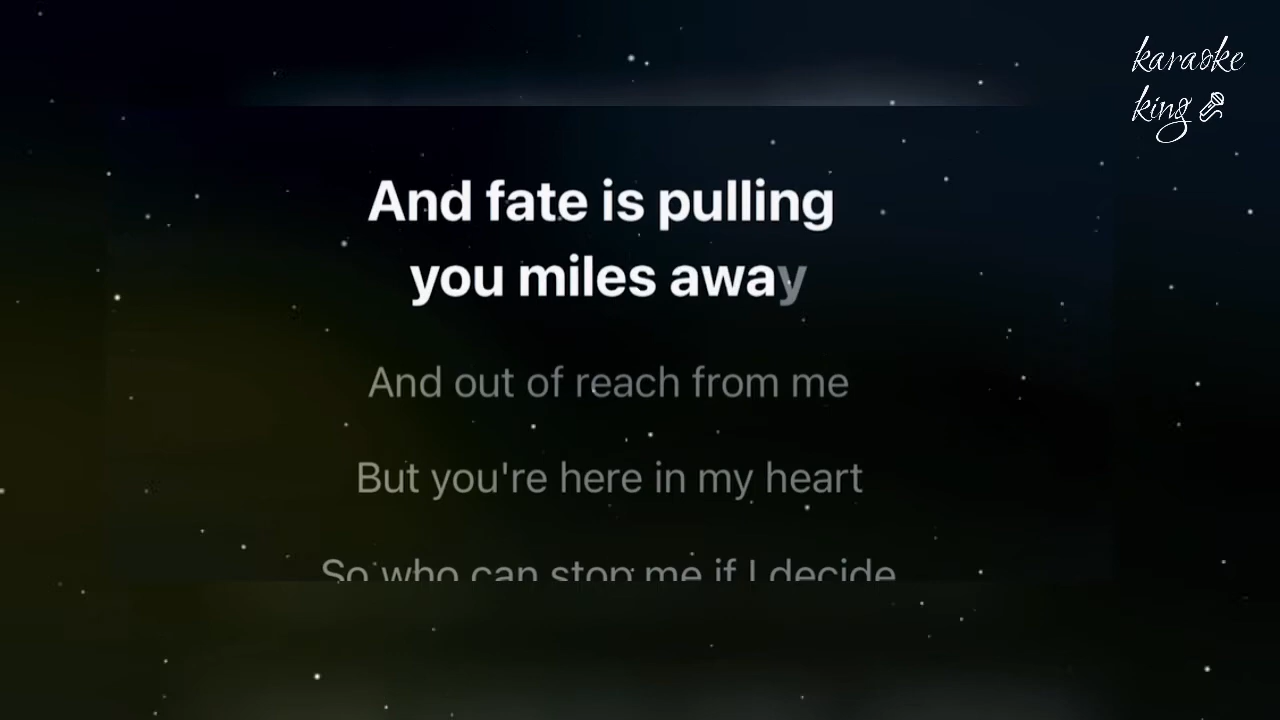 karaoke
king
And fate is pulling
you miles away
And out of reach from me
But you're here in my heart
So who can stop me if I decide